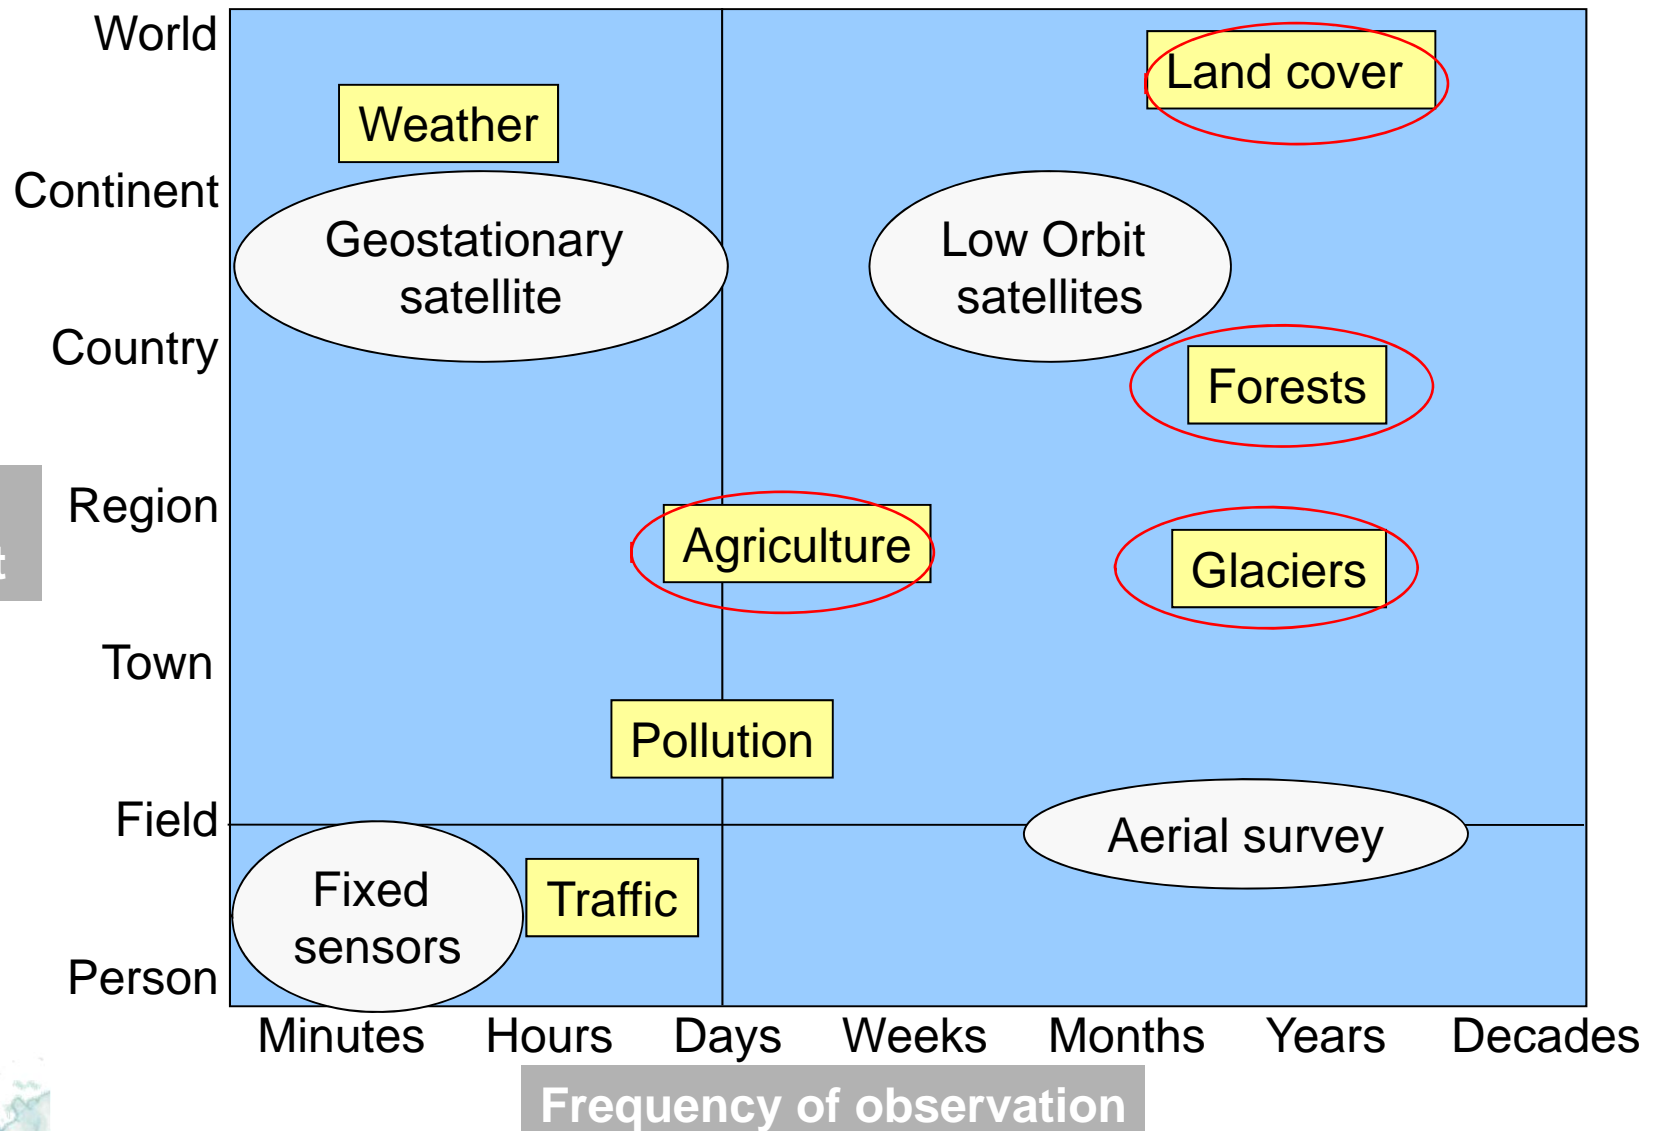 World
Land cover
Weather
Continent
Geostationary
satellite
Low Orbit
satellites
Country
Forests
Region
Agriculture
Glaciers
Town
Pollution
Field
Aerial survey
Fixed
sensors
Traffic
Person
Minutes Hours Days Weeks Months Years Decades
Frequency of observation